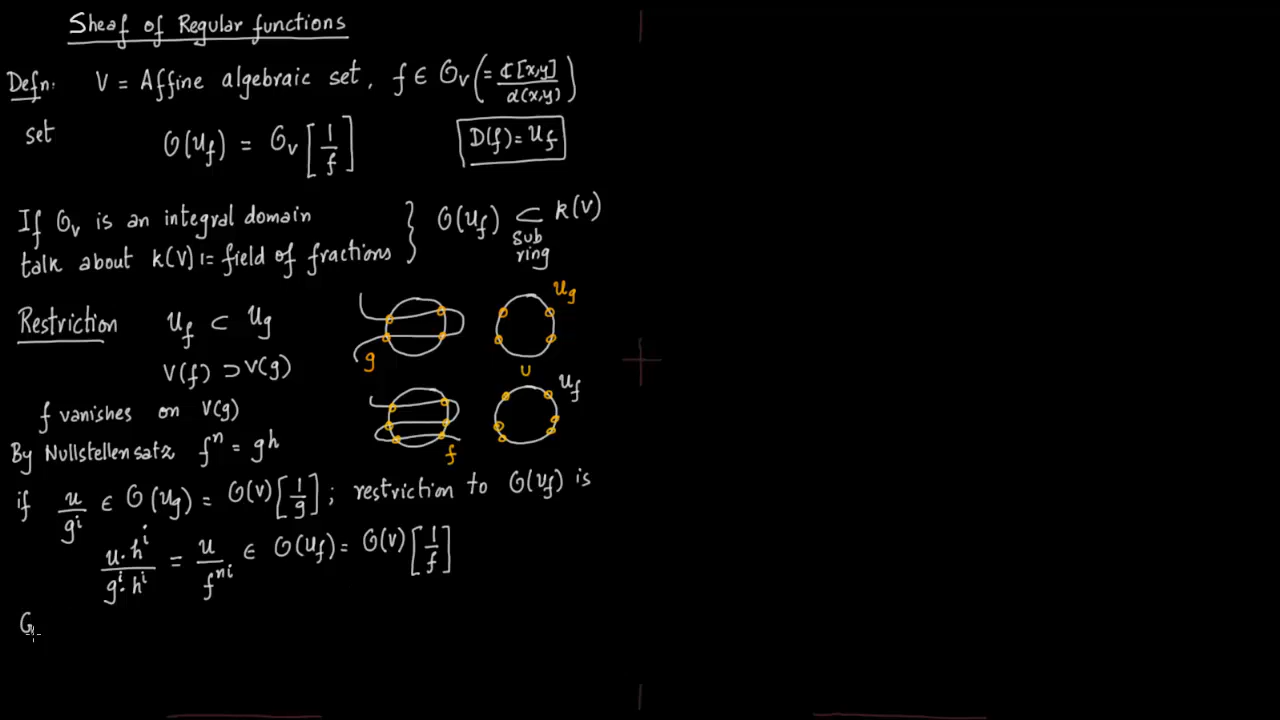 Sheaf of Regular functions
Defn: V = Affine algebraic set, f ∈ O_V (= ℂ[x,y] / α(x,y))
set O(U_f) = O_V [1/f] D(f) = U_f
If O_V is an integral domain
talk about k(V) := field of fractions } O(U_f) ⊂ k(V)
Sub ring
Restriction U_f ⊂ U_g
V(f) ⊃ V(g)
f vanishes on V(g)
By Nullstellensatz f^n = gh
g U_g
U
f U_f
if u/g^i ∈ O(U_g) = O(V)[1/g] ; restriction to O(U_f) is
u·h^i / g^i·h^i = u / f^{ni} ∈ O(U_f) = O(V)[1/f]
G